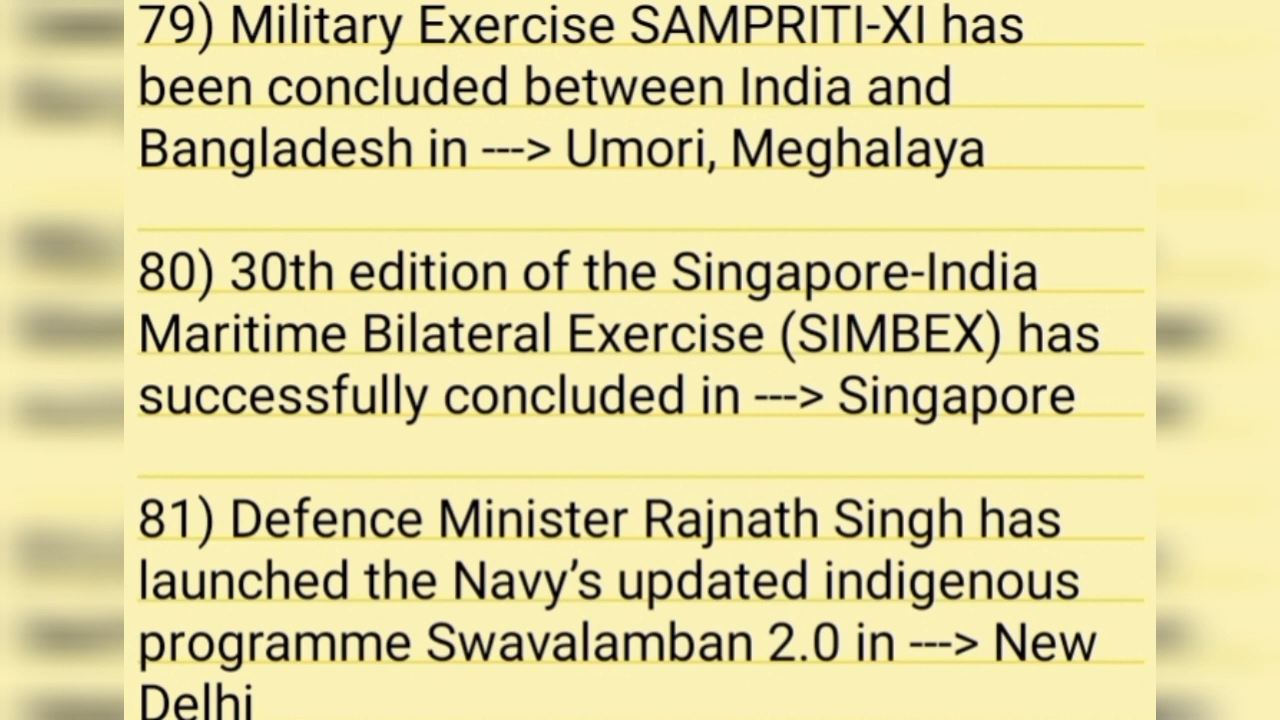 79) Military Exercise SAMPRITI-XI has
been concluded between India and
Bangladesh in ---> Umori, Meghalaya
80) 30th edition of the Singapore-India
Maritime Bilateral Exercise (SIMBEX) has
successfully concluded in ---> Singapore
81) Defence Minister Rajnath Singh has
launched the Navy’s updated indigenous
programme Swavalamban 2.0 in ---> New
Delhi